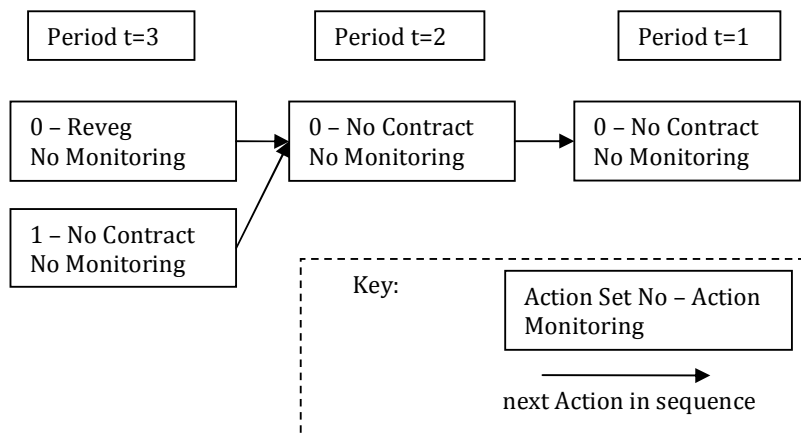 Period t=3
Period t=2
Period t=1
0 – Reveg
No Monitoring
0 – No Contract
No Monitoring
0 – No Contract
No Monitoring
1 – No Contract
No Monitoring
Key:
Action Set No – Action
Monitoring
next Action in sequence